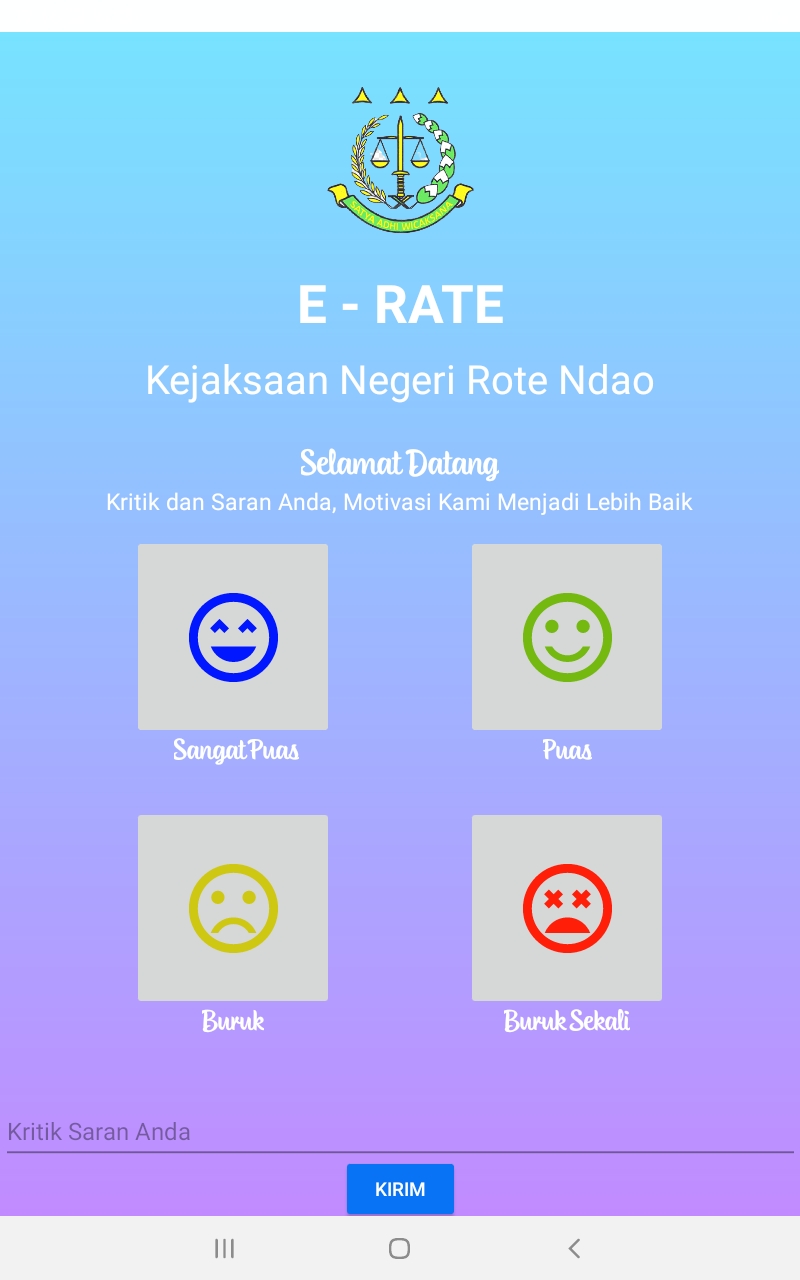 SATYA ADHI WICAKSANA
E - RATE
Kejaksaan Negeri Rote Ndao
Selamat Datang
Kritik dan Saran Anda, Motivasi Kami Menjadi Lebih Baik
Sangat Puas
Puas
Buruk
Buruk Sekali
Kritik Saran Anda
KIRIM